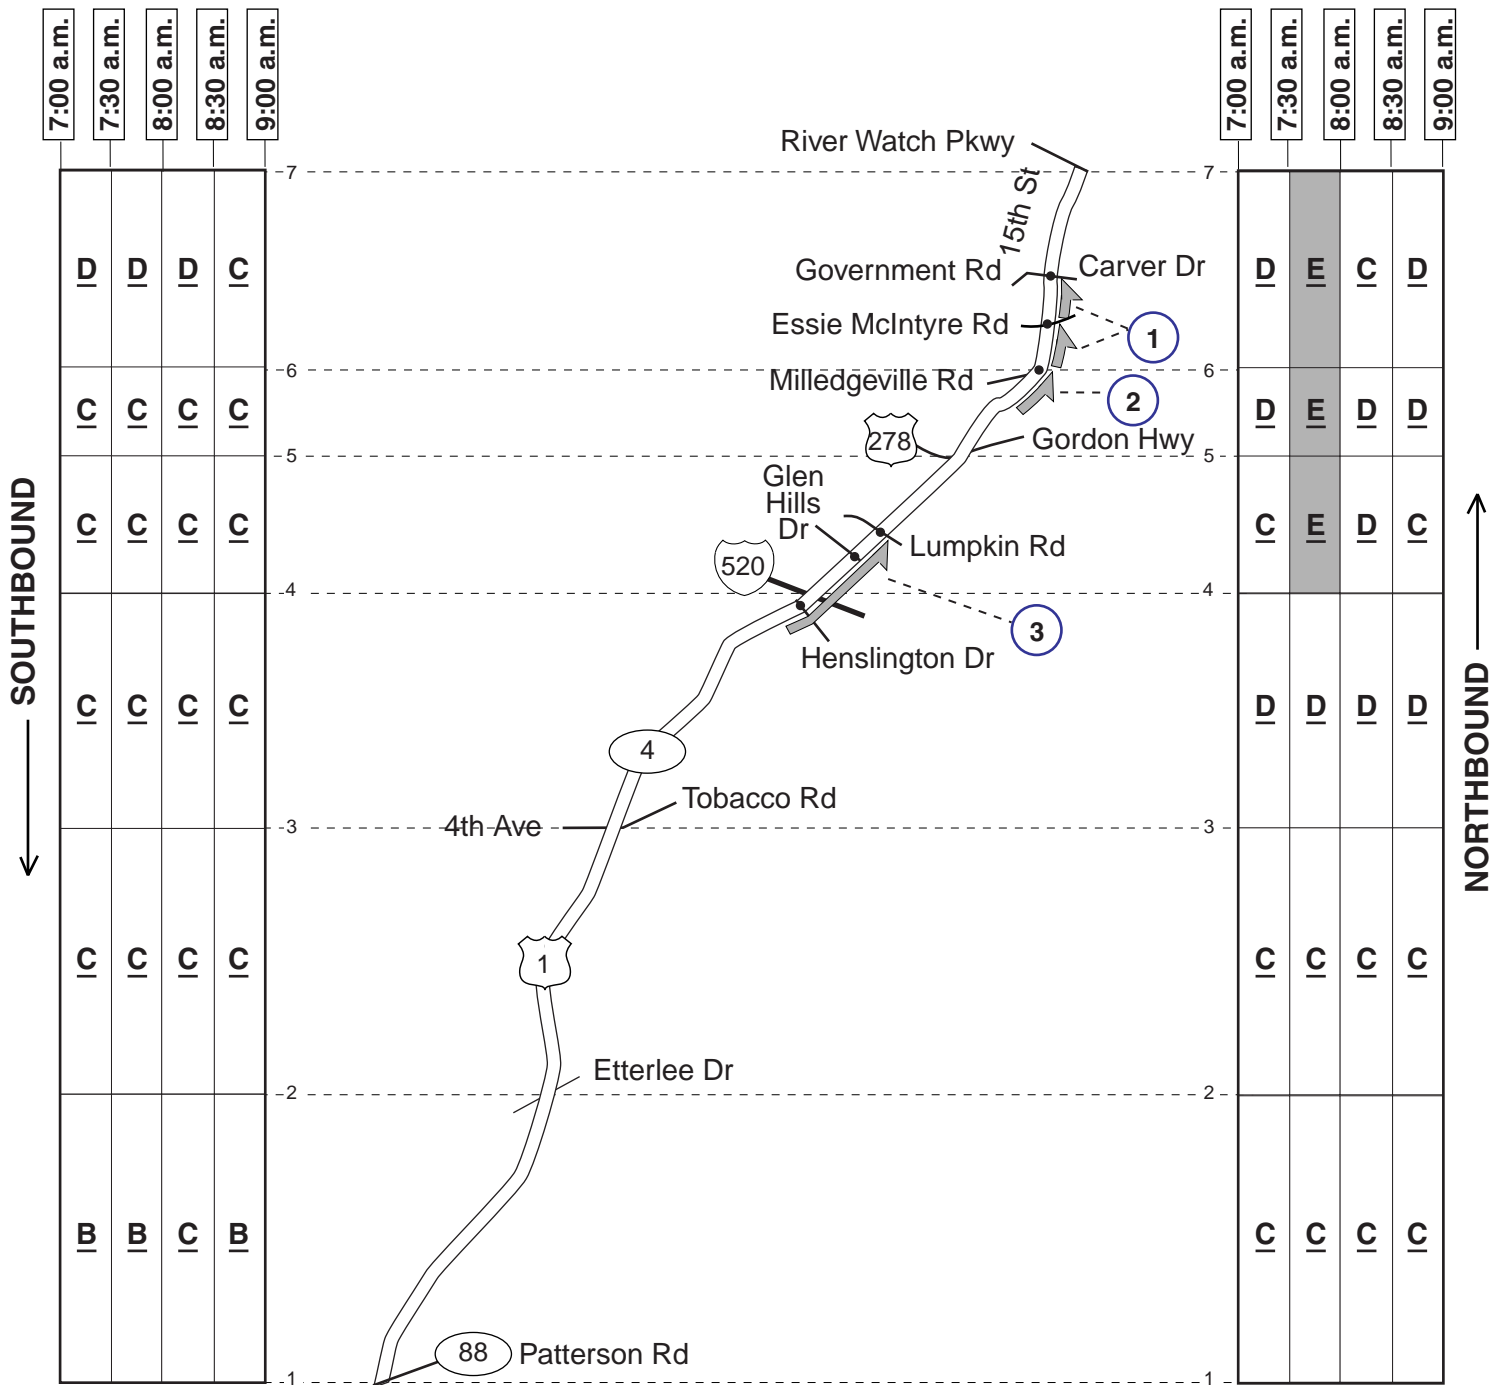 7:00 a.m.
7:30 a.m.
8:00 a.m.
8:30 a.m.
9:00 a.m.
7:00 a.m.
7:30 a.m.
8:00 a.m.
8:30 a.m.
9:00 a.m.
River Watch Pkwy
7
7
15th St
D D D C
Government Rd
Carver Dr
D E C D
Essie McIntyre Rd
1
6
6
Milledgeville Rd
2
C C C C
D E D D
278
Gordon Hwy
5
5
Glen
Hills
Dr
C C C C
Lumpkin Rd
C E D C
520
4
4
3
Henslington Dr
SOUTHBOUND
NORTHBOUND
C C C C
D D D D
4
Tobacco Rd
4th Ave
3
3
C C C C
1
C C C C
Etterlee Dr
2
2
B B C B
C C C C
88
Patterson Rd
1
1